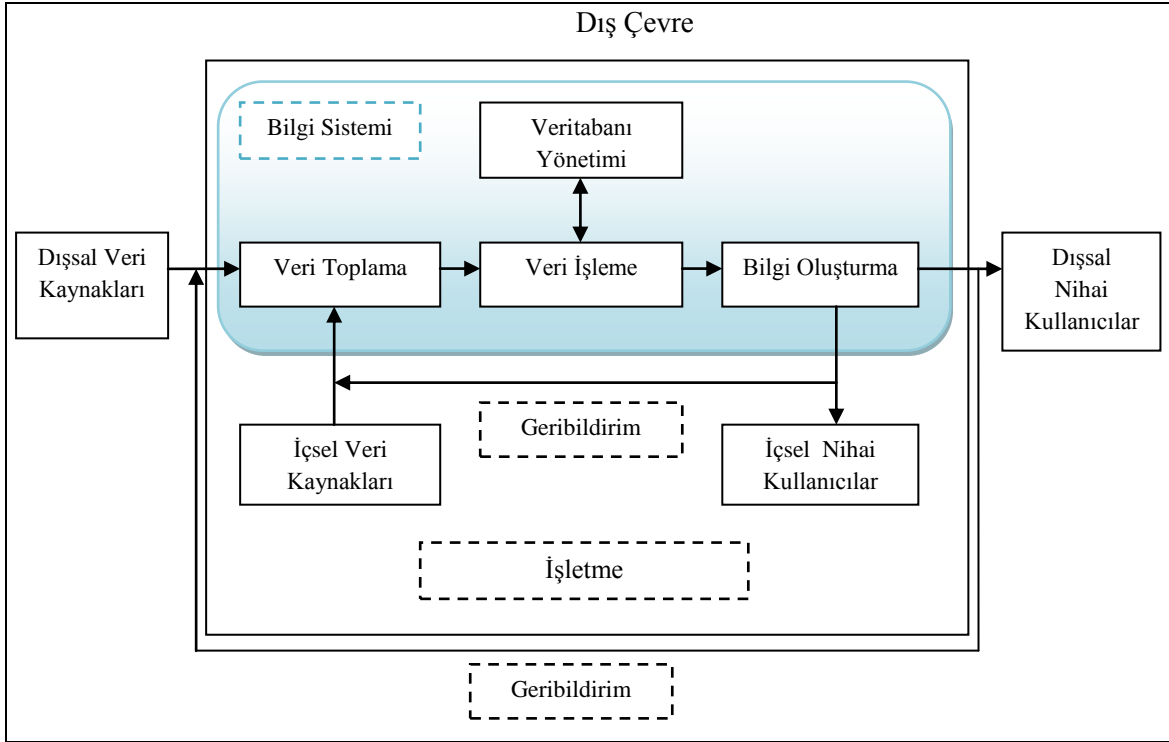 Dış Çevre
Bilgi Sistemi
Veritabanı
Yönetimi
Dışsal Veri
Kaynakları
Veri Toplama
Veri İşleme
Bilgi Oluşturma
Dışsal
Nihai
Kullanıcılar
Geribildirim
İçsel Veri
Kaynakları
İçsel Nihai
Kullanıcılar
İşletme
Geribildirim